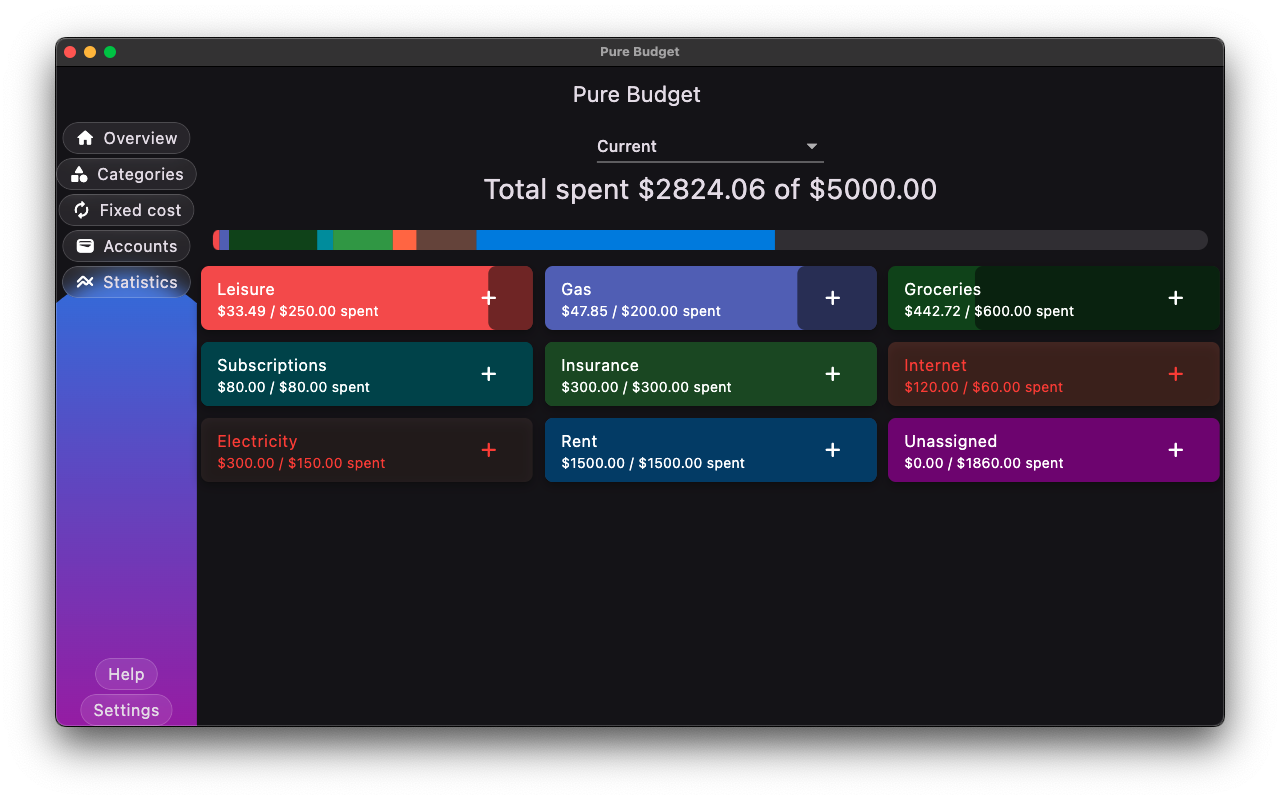 Pure Budget
Pure Budget
Overview
Categories
Fixed cost
Accounts
Statistics
Help
Settings
Current
Total spent $2824.06 of $5000.00
Leisure
$33.49 / $250.00 spent
+
Gas
$47.85 / $200.00 spent
+
Groceries
$442.72 / $600.00 spent
+
Subscriptions
$80.00 / $80.00 spent
+
Insurance
$300.00 / $300.00 spent
+
Internet
$120.00 / $60.00 spent
+
Electricity
$300.00 / $150.00 spent
+
Rent
$1500.00 / $1500.00 spent
+
Unassigned
$0.00 / $1860.00 spent
+